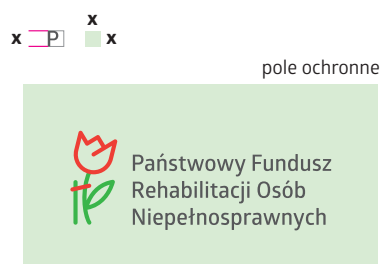 x
x P x
pole ochronne
Państwowy Fundusz
Rehabilitacji Osób
Niepełnosprawnych